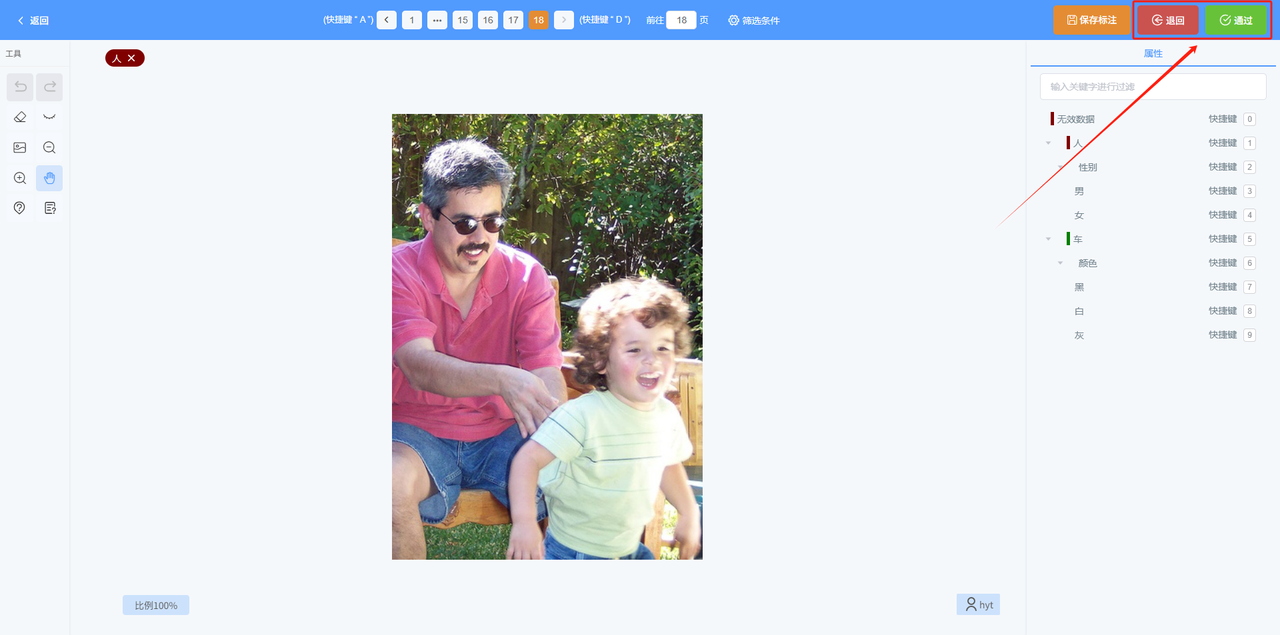 返回 (快捷键 " A ") 1 ••• 15 16 17 18 (快捷键 " D ") 前往 18 页 筛选条件 保存标注 退回 通过
工具
人 ×
属性
输入关键字进行过滤
无效数据 快捷键 0
人 快捷键 1
性别 快捷键 2
男 快捷键 3
女 快捷键 4
车 快捷键 5
颜色 快捷键 6
黑 快捷键 7
白 快捷键 8
灰 快捷键 9
比例100%
hyt